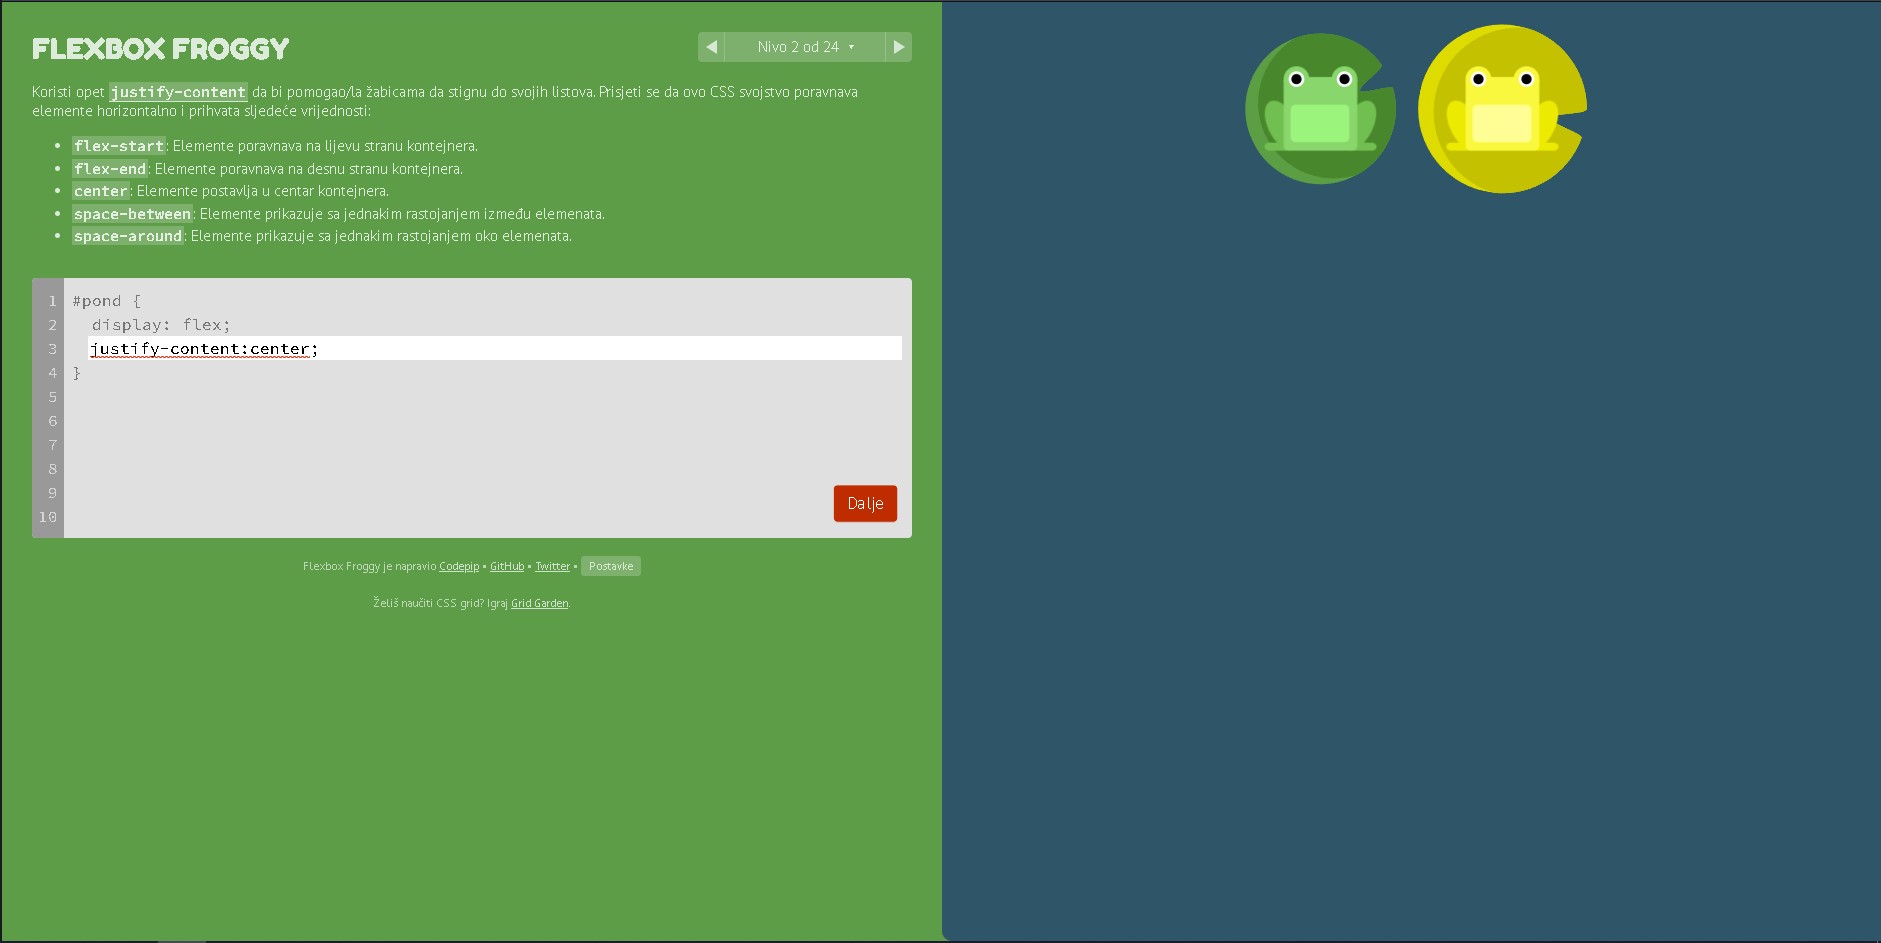 FLEXBOX FROGGY
Nivo 2 od 24 ▾
Koristi opet justify-content da bi pomogao/la žabicama da stignu do svojih listova. Prisjeti se da ovo CSS svojstvo poravnava
elemente horizontalno i prihvata sljedeće vrijednosti:
• flex-start: Elemente poravnava na lijevu stranu kontejnera.
• flex-end: Elemente poravnava na desnu stranu kontejnera.
• center: Elemente postavlja u centar kontejnera.
• space-between: Elemente prikazuje sa jednakim rastojanjem između elemenata.
• space-around: Elemente prikazuje sa jednakim rastojanjem oko elemenata.
1 #pond {
2 display: flex;
3 justify-content:center;
4 }
5
6
7
8
9
10
Dalje
Flexbox Froggy je napravio Codepip • GitHub • Twitter • Postavke
Želiš naučiti CSS grid? Igraj Grid Garden.